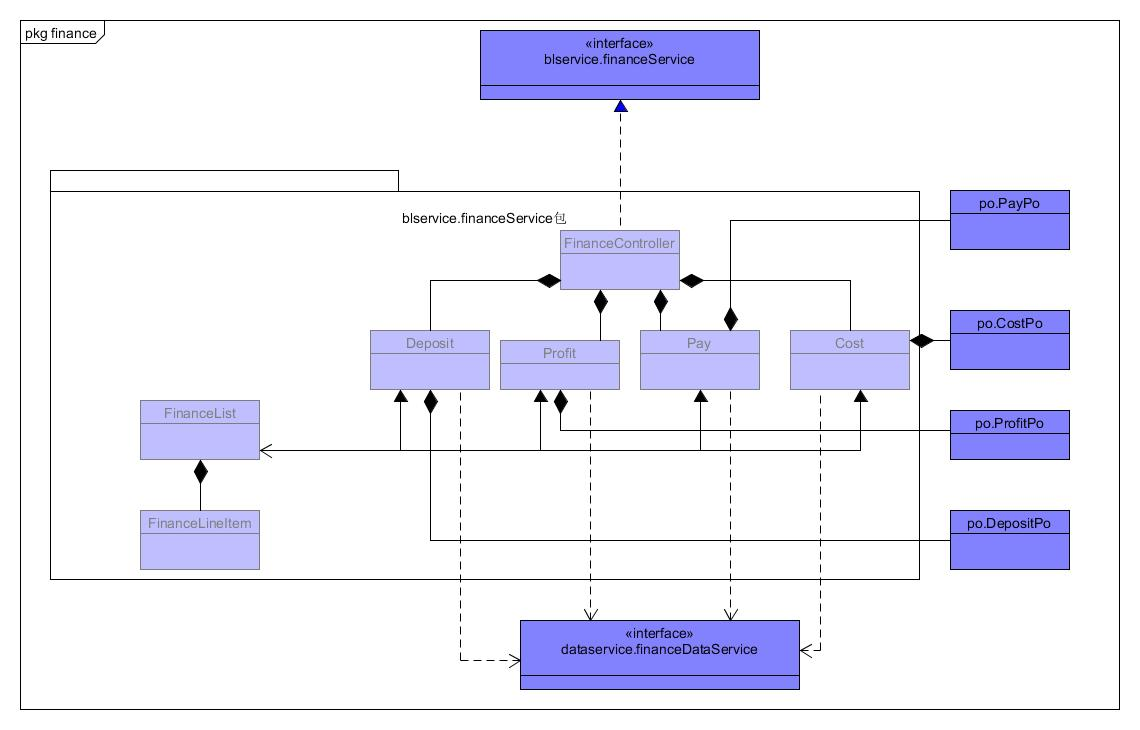 pkg finance
«interface»
blservice.financeService
blservice.financeService包
FinanceController
po.PayPo
po.CostPo
Deposit
Profit
Pay
Cost
FinanceList
po.ProfitPo
FinanceLineItem
po.DepositPo
«interface»
dataservice.financeDataService